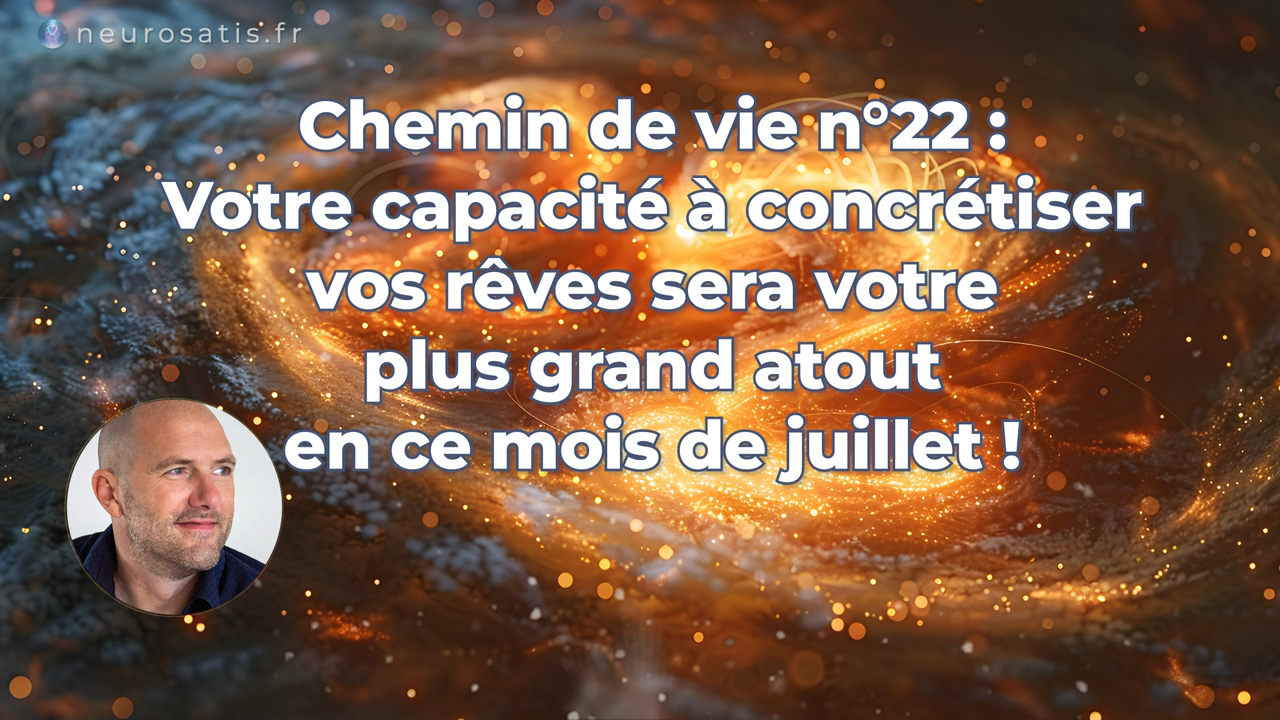 neurosatis.fr
Chemin de vie n°22 :
Votre capacité à concrétiser
vos rêves sera votre
plus grand atout
en ce mois de juillet !